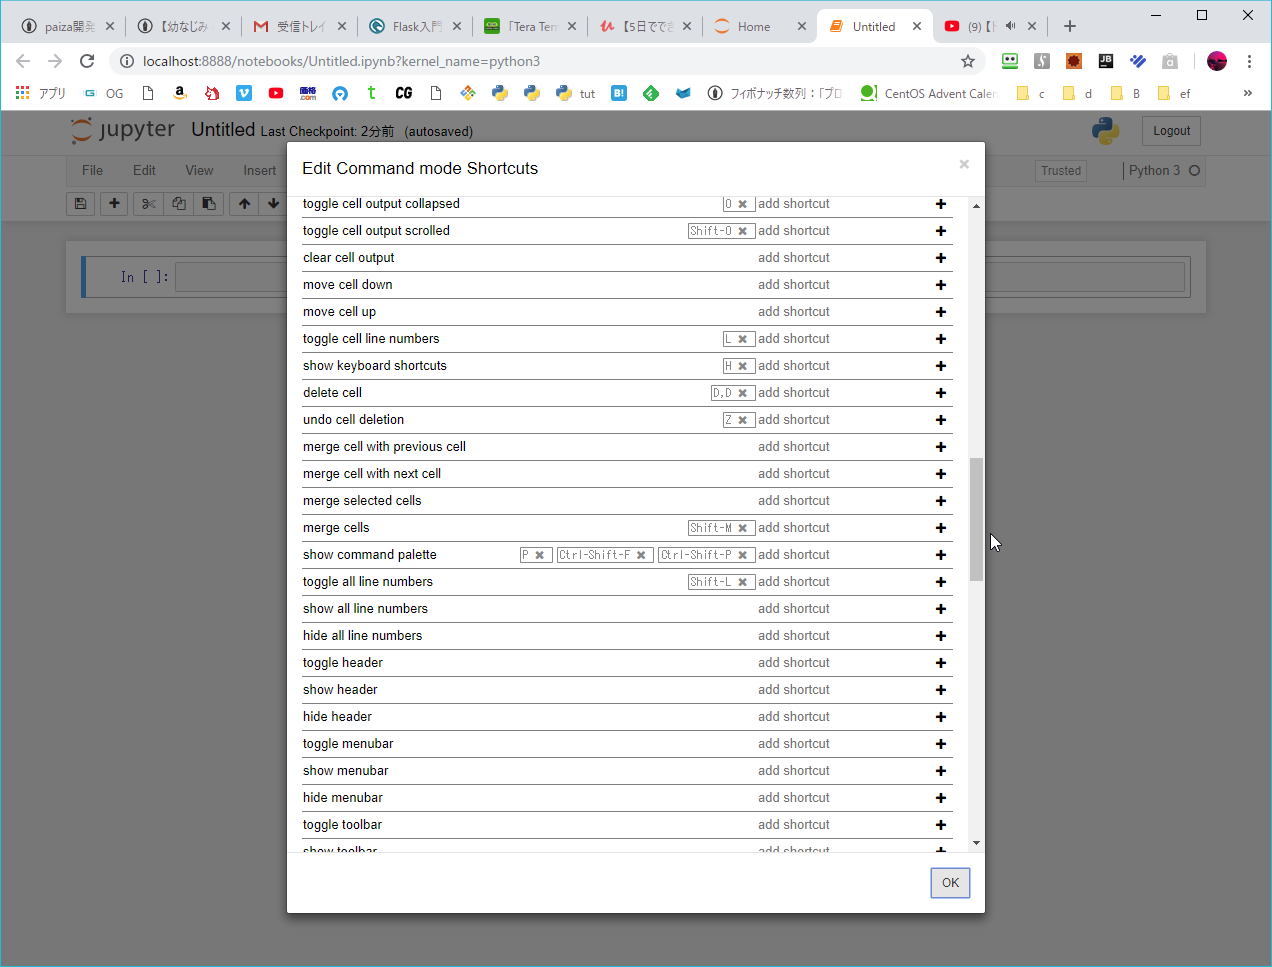 paiza開発
【幼なじみ
受信トレイ
Flask入門
「Tera Tem
【5日ででき
Home
Untitled
(9)【ド
localhost:8888/notebooks/Untitled.ipynb?kernel_name=python3
アプリ
OG
tut
フィボナッチ数列：「プロ
CentOS Advent Caler
c
d
B
ef
»
jupyter
Untitled Last Checkpoint: 2分前 (autosaved)
Logout
File Edit View Insert
Trusted
Python 3
In [ ]:
Edit Command mode Shortcuts
toggle cell output collapsed O add shortcut
toggle cell output scrolled Shift-O add shortcut
clear cell output add shortcut
move cell down add shortcut
move cell up add shortcut
toggle cell line numbers L add shortcut
show keyboard shortcuts H add shortcut
delete cell D,D add shortcut
undo cell deletion Z add shortcut
merge cell with previous cell add shortcut
merge cell with next cell add shortcut
merge selected cells add shortcut
merge cells Shift-M add shortcut
show command palette P Ctrl-Shift-F Ctrl-Shift-P add shortcut
toggle all line numbers Shift-L add shortcut
show all line numbers add shortcut
hide all line numbers add shortcut
toggle header add shortcut
show header add shortcut
hide header add shortcut
toggle menubar add shortcut
show menubar add shortcut
hide menubar add shortcut
toggle toolbar add shortcut
show toolbar add shortcut
OK